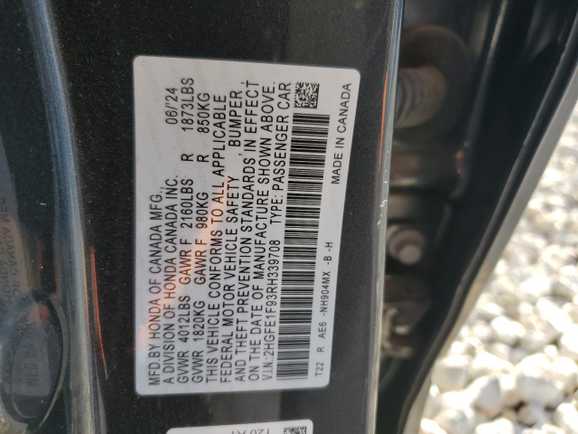 MFD. BY HONDA OF CANADA MFG. 06/24
A DIVISION OF HONDA CANADA INC.
GVWR 4012LBS GAWR F 2160LBS R 1873LBS
GVWR 1820KG GAWR F 980KG R 850KG
THIS VEHICLE CONFORMS TO ALL APPLICABLE
FEDERAL MOTOR VEHICLE SAFETY , BUMPER,
AND THEFT PREVENTION STANDARDS IN EFFECT
ON THE DATE OF MANUFACTURE SHOWN ABOVE.
V.I.N.:2HGFE1F93RH339708 TYPE: PASSENGER CAR
T22 R AE6 -NH904MX -B -H MADE IN CANADA